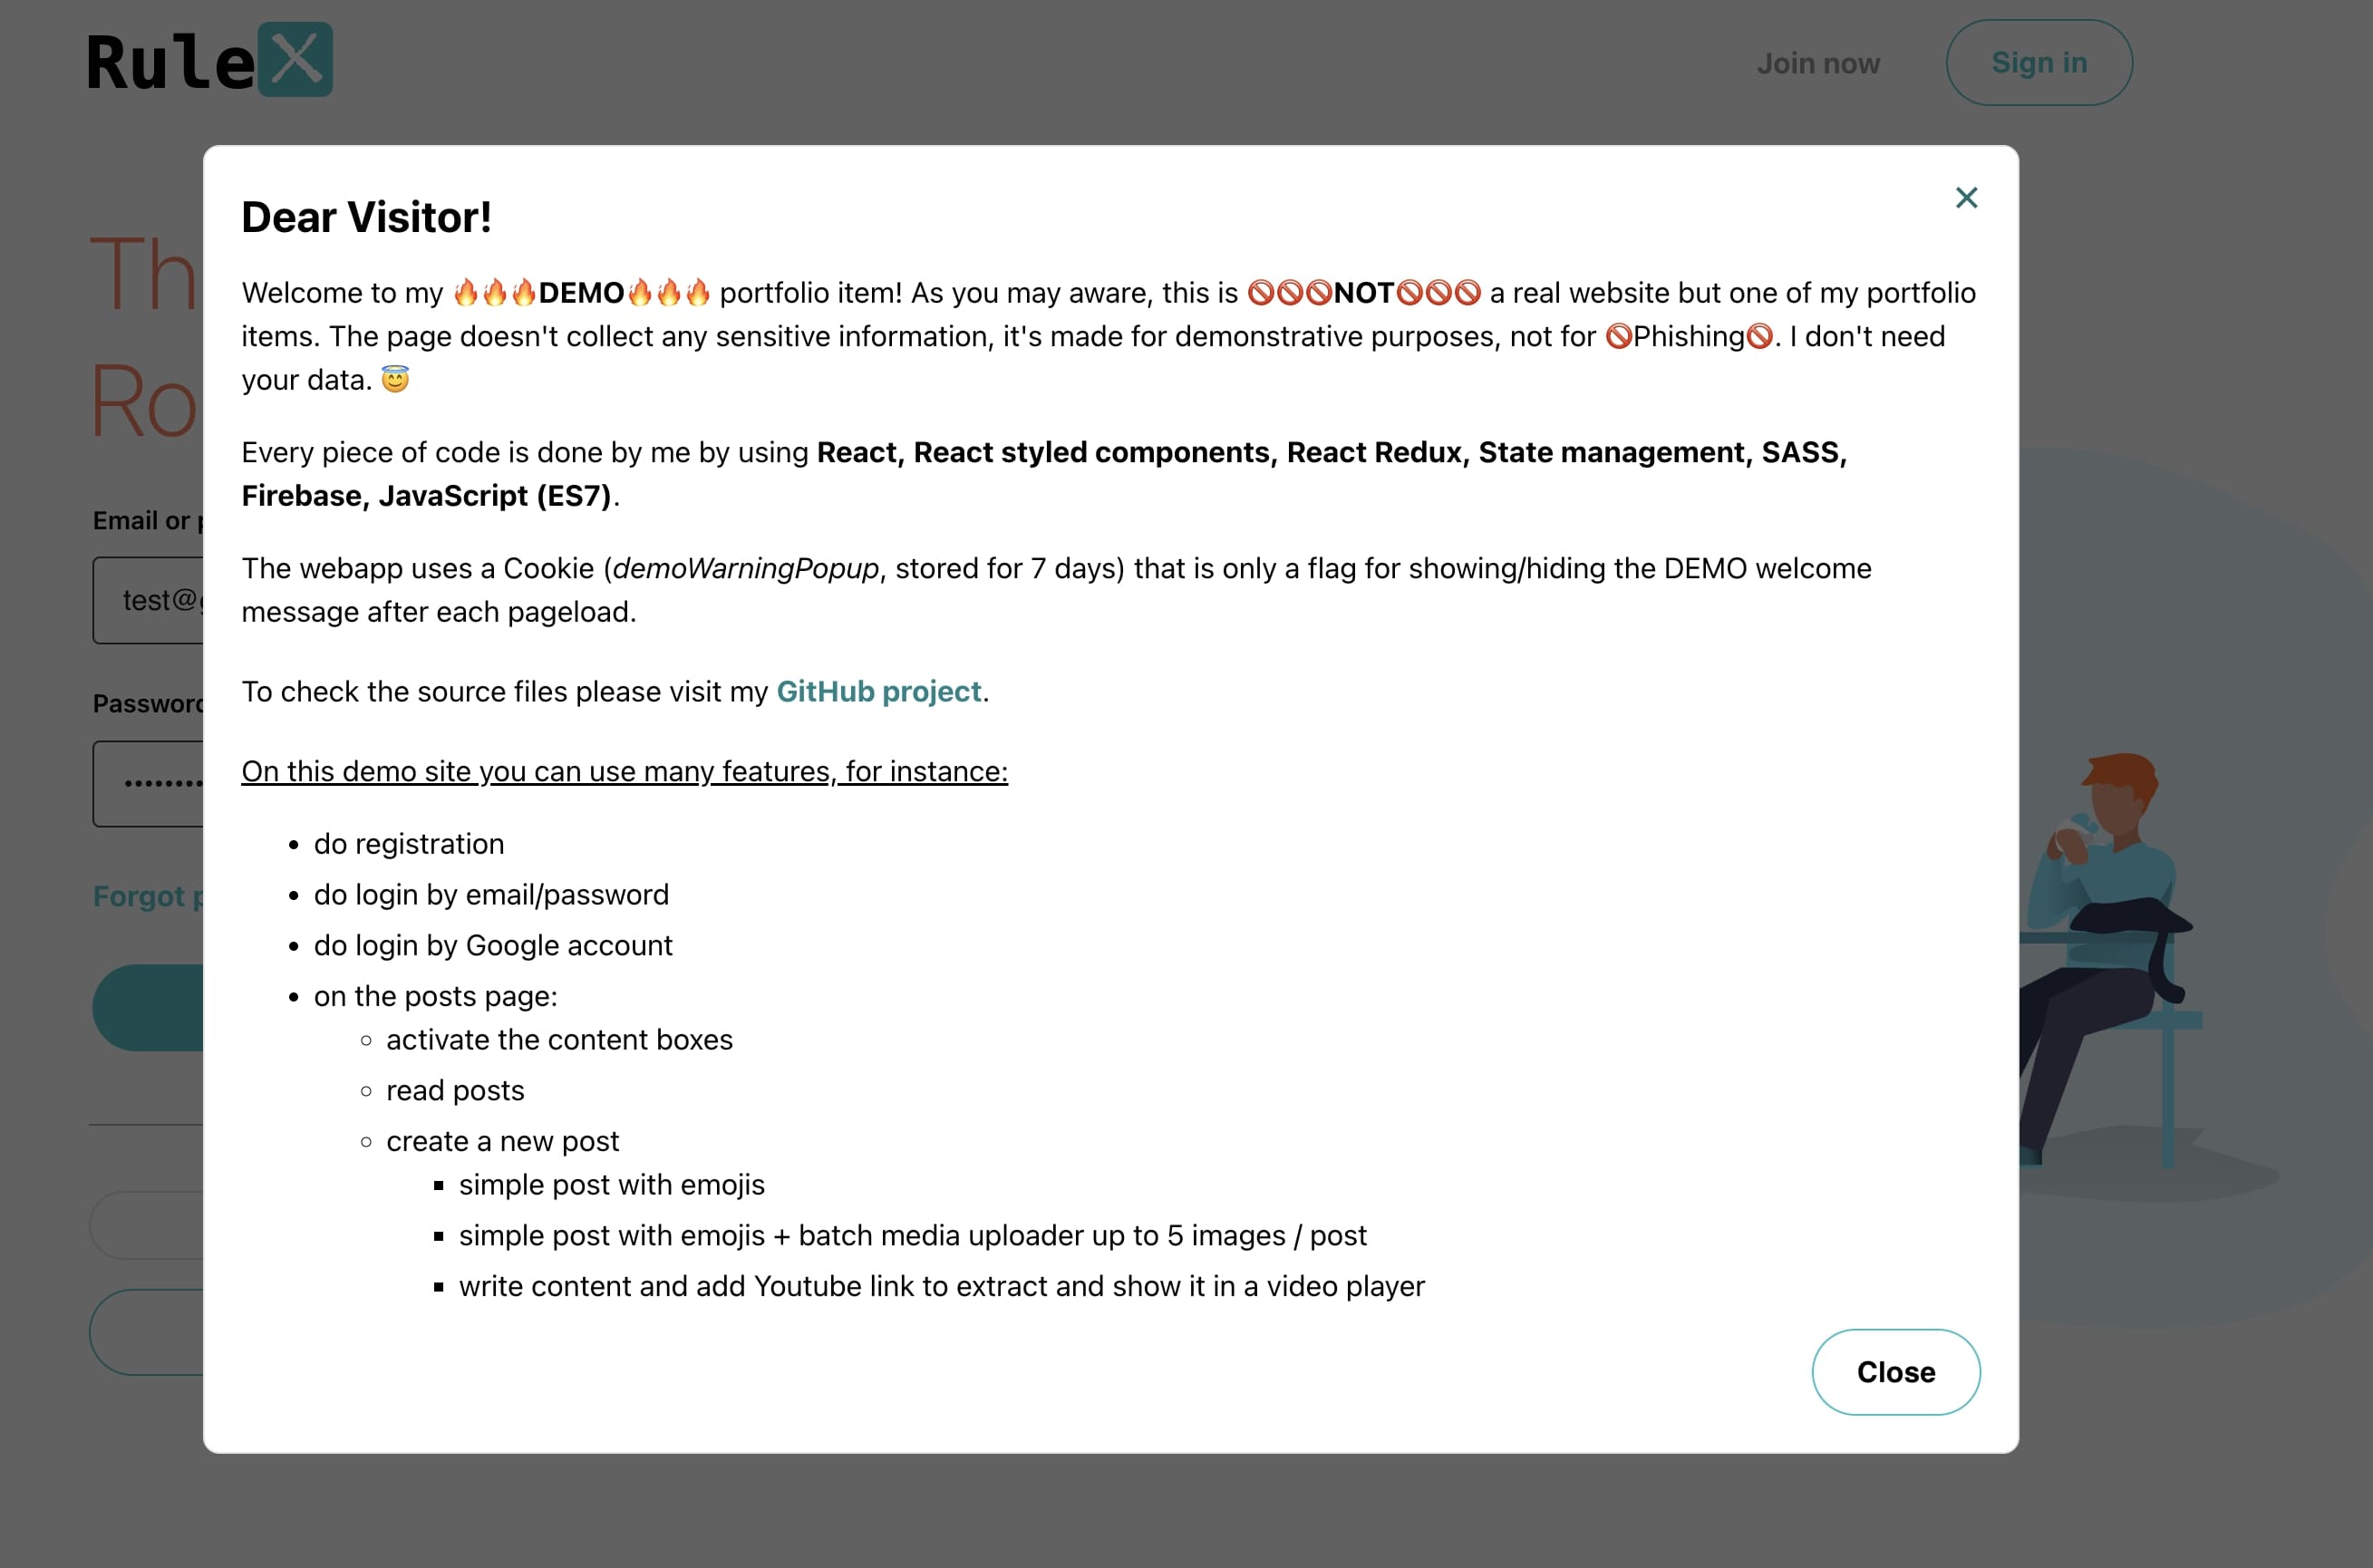 RuleX
Join now
Sign in
Th
Ro
Email or
test@
Password
••••••••
Forgot
Dear Visitor!
Welcome to my 🔥🔥🔥DEMO🔥🔥🔥 portfolio item! As you may aware, this is 🚫🚫🚫NOT🚫🚫🚫 a real website but one of my portfolio
items. The page doesn't collect any sensitive information, it's made for demonstrative purposes, not for 🚫Phishing🚫. I don't need
your data. 😇
Every piece of code is done by me by using React, React styled components, React Redux, State management, SASS,
Firebase, JavaScript (ES7).
The webapp uses a Cookie (demoWarningPopup, stored for 7 days) that is only a flag for showing/hiding the DEMO welcome
message after each pageload.
To check the source files please visit my GitHub project.
On this demo site you can use many features, for instance:
• do registration
• do login by email/password
• do login by Google account
• on the posts page:
◦ activate the content boxes
◦ read posts
◦ create a new post
▪ simple post with emojis
▪ simple post with emojis + batch media uploader up to 5 images / post
▪ write content and add Youtube link to extract and show it in a video player
Close